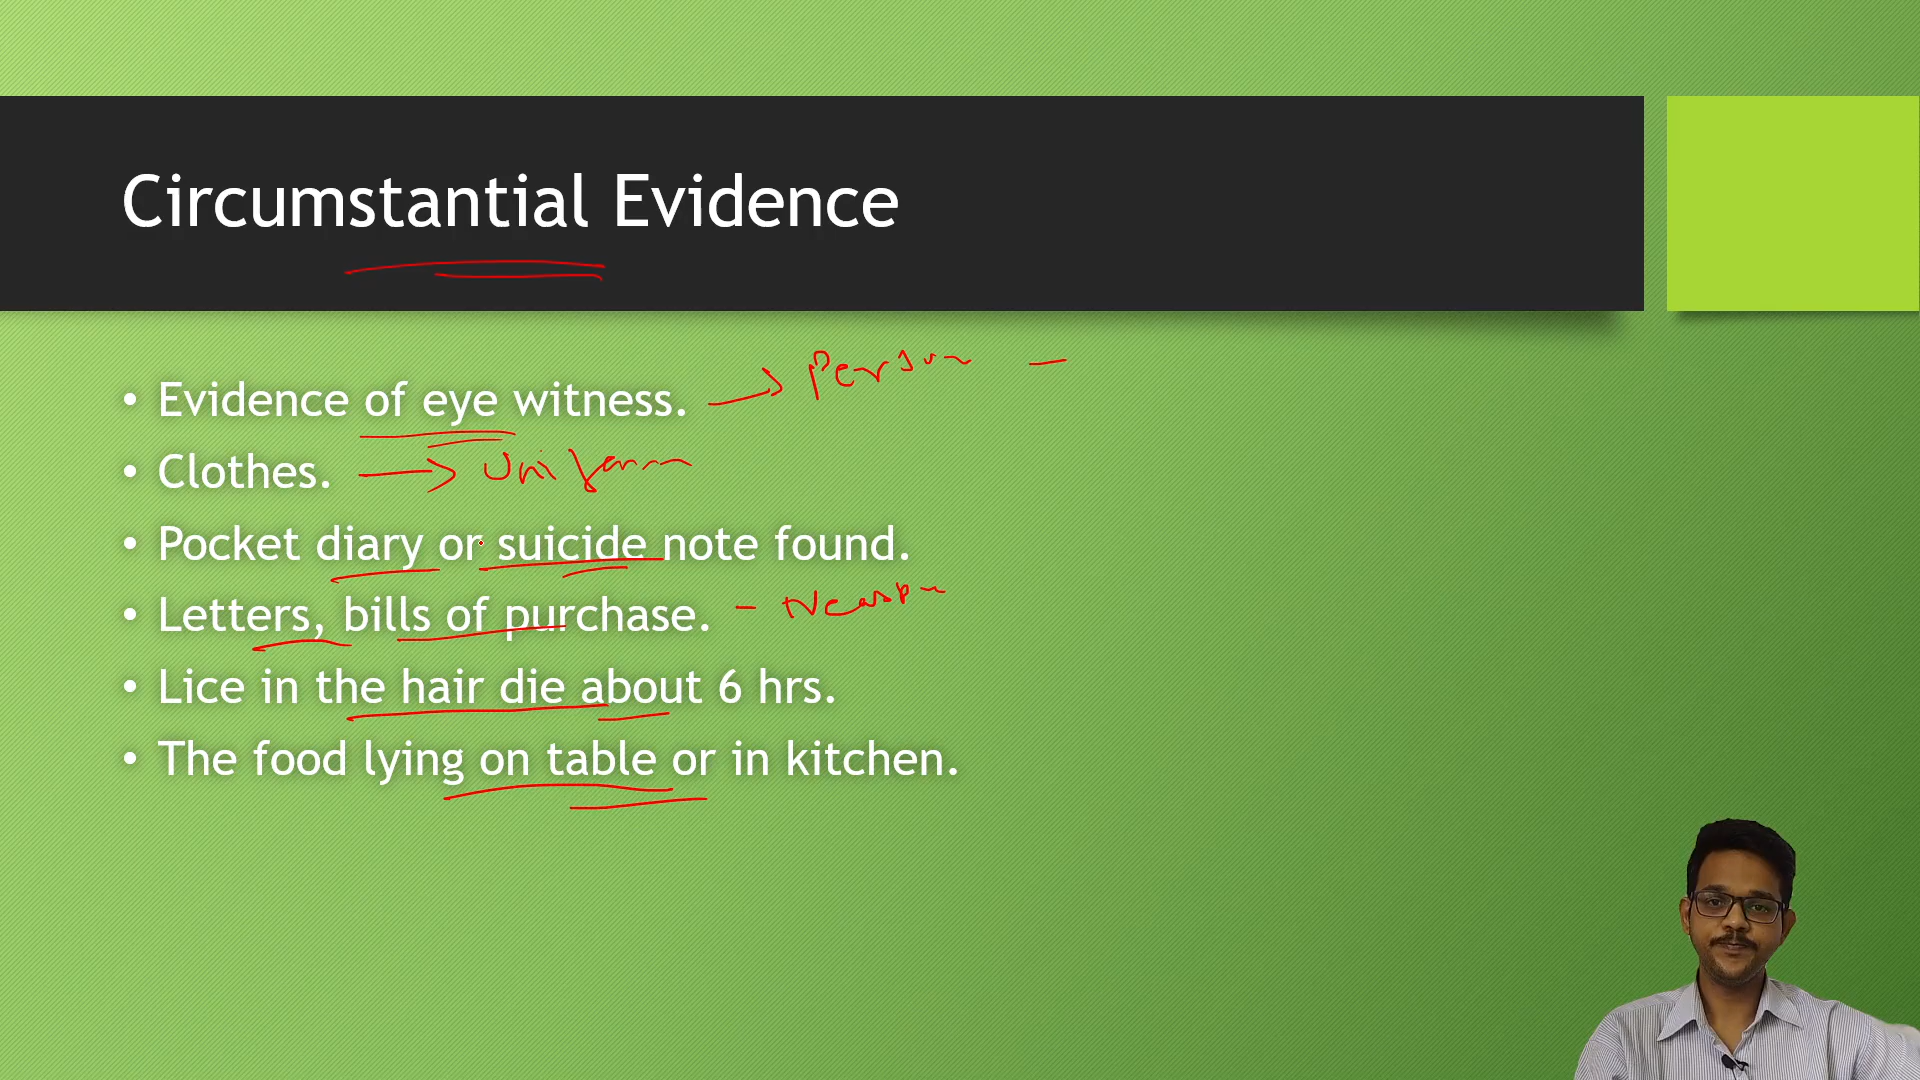 Circumstantial Evidence
• Evidence of eye witness. → Person –
• Clothes. → Uniform
• Pocket diary or suicide note found.
• Letters, bills of purchase. –
• Lice in the hair die about 6 hrs.
• The food lying on table or in kitchen.